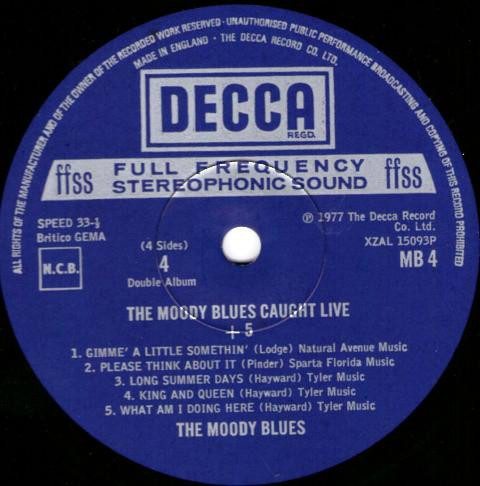 ALL RIGHTS OF THE MANUFACTURER AND OF THE OWNER OF THE RECORDED WORK RESERVED · UNAUTHORISED PUBLIC PERFORMANCE BROADCASTING AND COPYING OF THIS RECORD PROHIBITED
MADE IN ENGLAND · THE DECCA RECORD CO. LTD.
DECCA
REGD.
ffss FULL FREQUENCY STEREOPHONIC SOUND ffss
SPEED 33-⅓
Britico GEMA
N.C.B.
(4 Sides)
4
Double Album
℗ 1977 The Decca Record
Co. Ltd.
XZAL 15093P
MB 4
THE MOODY BLUES CAUGHT LIVE
+ 5
1. GIMME' A LITTLE SOMETHIN' (Lodge) Natural Avenue Music
2. PLEASE THINK ABOUT IT (Pinder) Sparta Florida Music
3. LONG SUMMER DAYS (Hayward) Tyler Music
4. KING AND QUEEN (Hayward) Tyler Music
5. WHAT AM I DOING HERE (Hayward) Tyler Music
THE MOODY BLUES